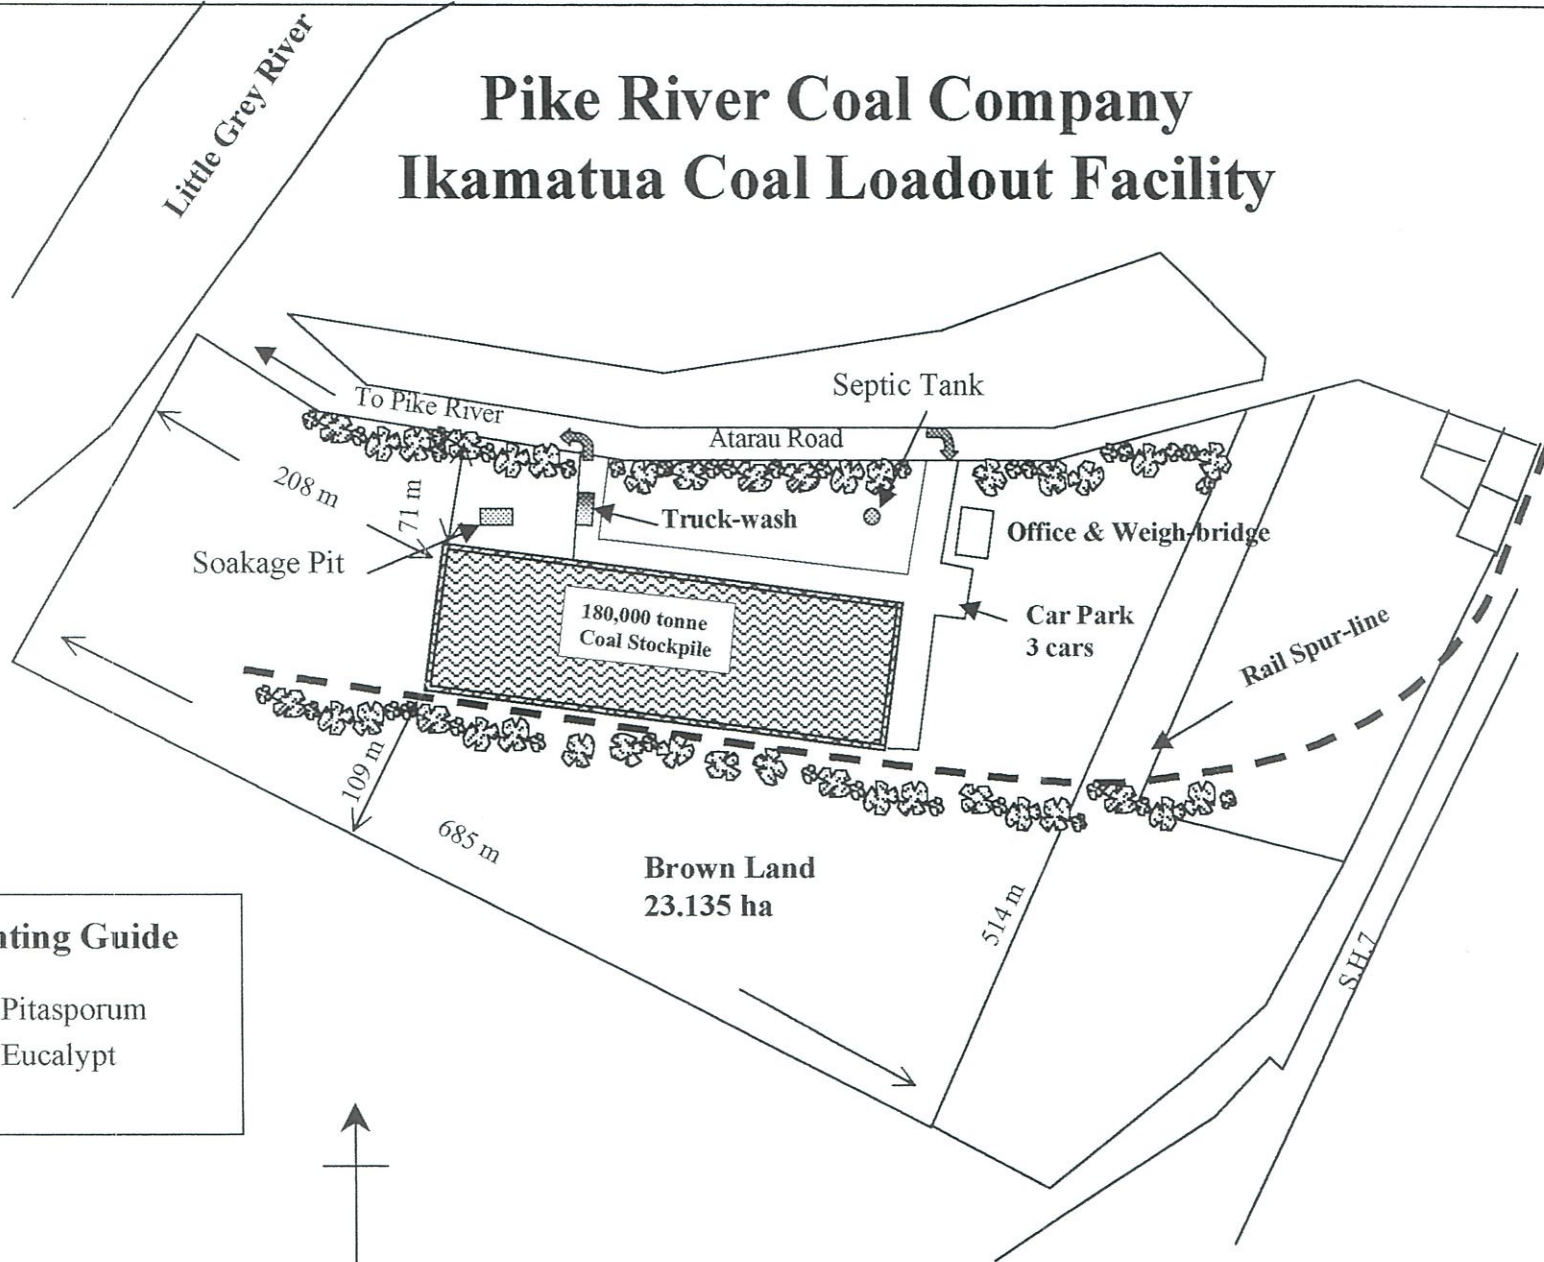 Pike River Coal Company
Ikamatua Coal Loadout Facility
Little Grey River
To Pike River
Septic Tank
Atarau Road
208 m
71 m
Truck-wash
Office & Weigh-bridge
Soakage Pit
180,000 tonne
Coal Stockpile
Car Park
3 cars
Rail Spur-line
109 m
685 m
Brown Land
23.135 ha
514 m
S.H.7
nting Guide
Pitasporum
Eucalypt